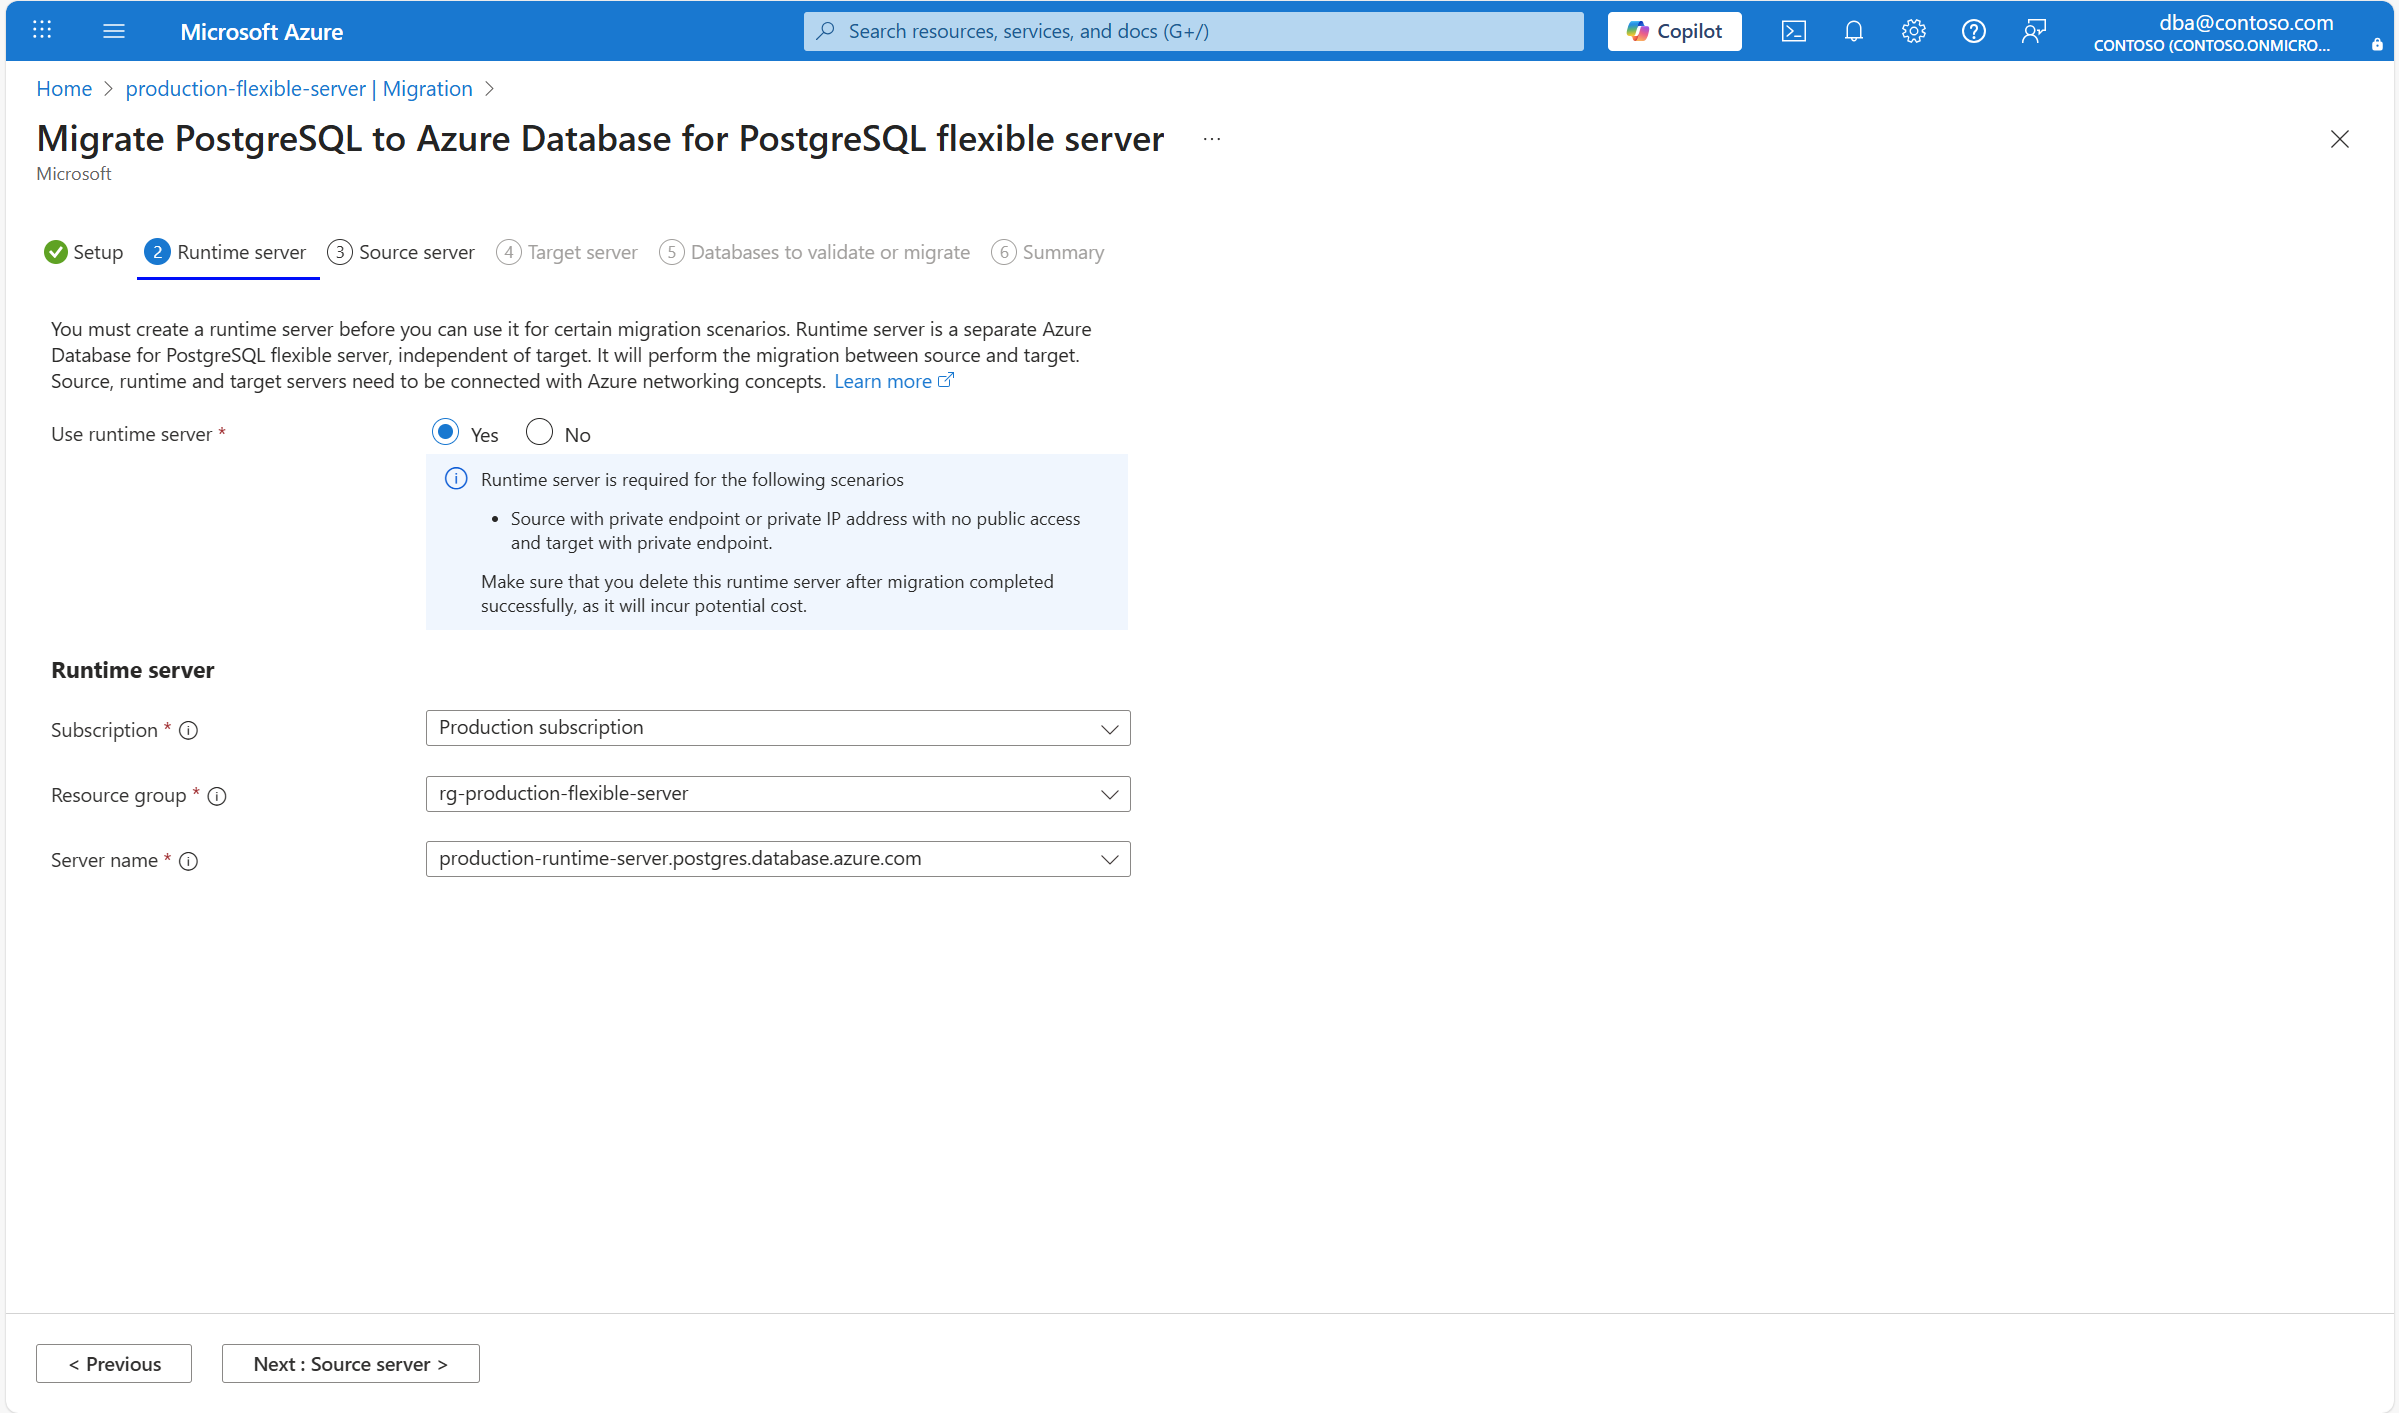 Microsoft Azure
Search resources, services, and docs (G+/)
Copilot
dba@contoso.com
CONTOSO (CONTOSO.ONMICRO...
Home > production-flexible-server | Migration >
Migrate PostgreSQL to Azure Database for PostgreSQL flexible server ...
Microsoft
Setup 2 Runtime server 3 Source server 4 Target server 5 Databases to validate or migrate 6 Summary
You must create a runtime server before you can use it for certain migration scenarios. Runtime server is a separate Azure
Database for PostgreSQL flexible server, independent of target. It will perform the migration between source and target.
Source, runtime and target servers need to be connected with Azure networking concepts. Learn more
Use runtime server * Yes No
Runtime server is required for the following scenarios
• Source with private endpoint or private IP address with no public access
and target with private endpoint.
Make sure that you delete this runtime server after migration completed
successfully, as it will incur potential cost.
Runtime server
Subscription * Production subscription
Resource group * rg-production-flexible-server
Server name * production-runtime-server.postgres.database.azure.com
< Previous Next : Source server >